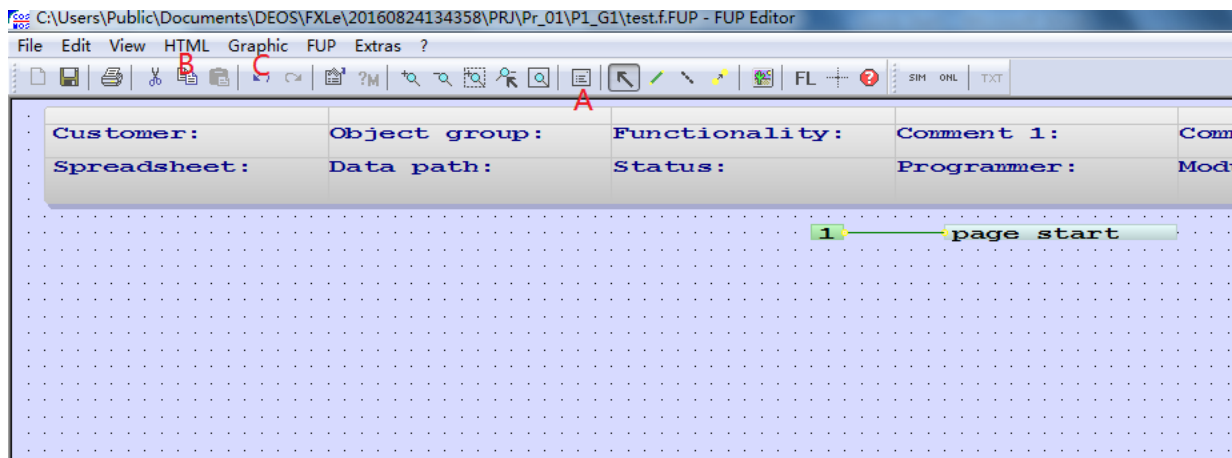 C:\Users\Public\Documents\DEOS\FXLe\20160824134358\PRJ\Pr_01\P1_G1\test.f.FUP - FUP Editor
File Edit View HTML Graphic FUP Extras ?
B C
?M FL SIM ONL TXT
A
Customer: Object group: Functionality: Comment 1: Comm
Spreadsheet: Data path: Status: Programmer: Mod
1 page start